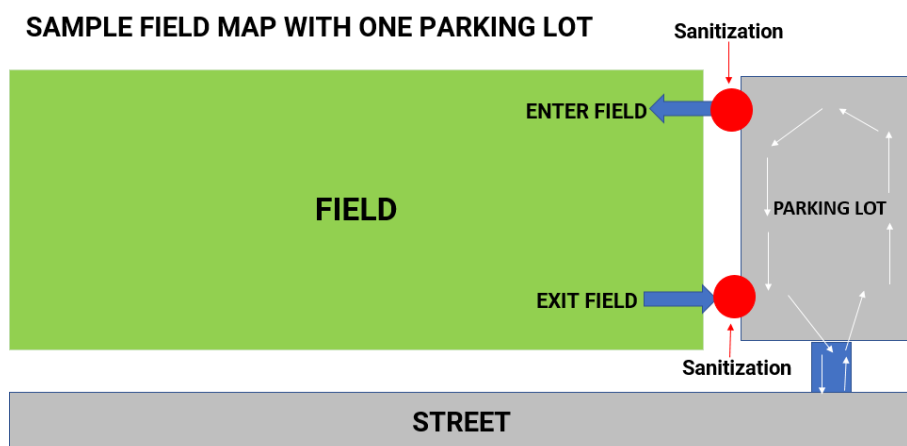 SAMPLE FIELD MAP WITH ONE PARKING LOT
Sanitization
ENTER FIELD
FIELD
PARKING LOT
EXIT FIELD
Sanitization
STREET